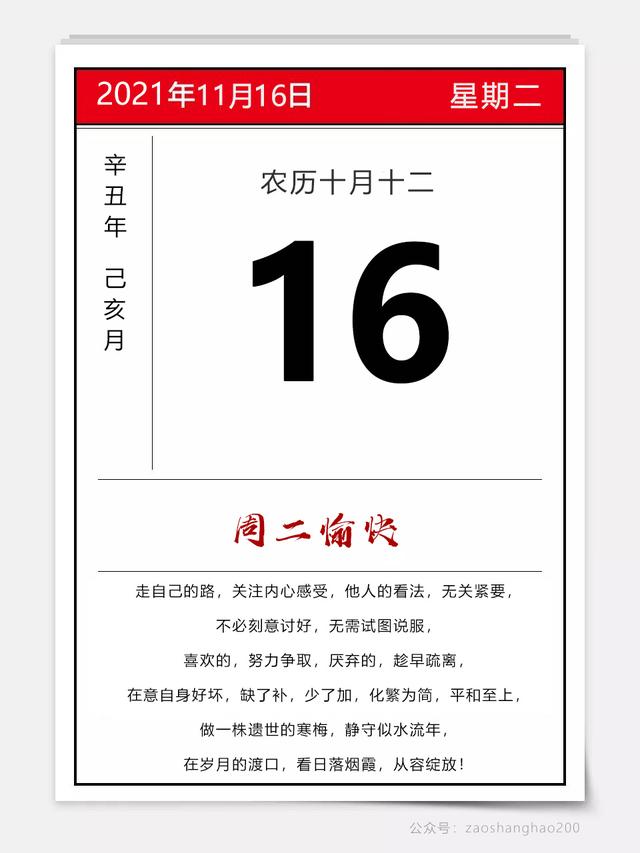 2021年11月16日 星期二
辛丑年 己亥月
农历十月十二
16
周二愉快
走自己的路，关注内心感受，他人的看法，无关紧要，
不必刻意讨好，无需试图说服，
喜欢的，努力争取，厌弃的，趁早疏离，
在意自身好坏，缺了补，少了加，化繁为简，平和至上，
做一株遗世的寒梅，静守似水流年，
在岁月的渡口，看日落烟霞，从容绽放！
公众号：zaoshanghao200